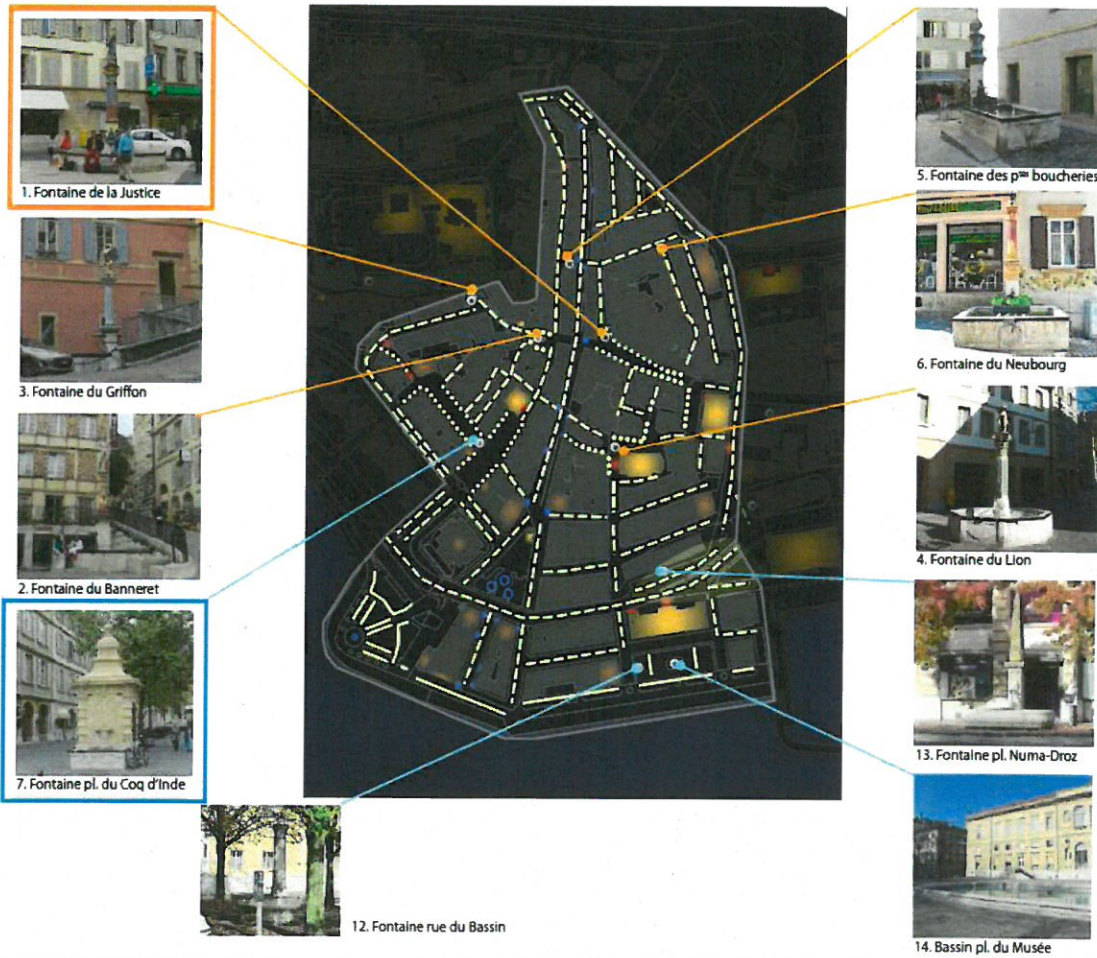 1. Fontaine de la Justice
3. Fontaine du Griffon
2. Fontaine du Banneret
7. Fontaine pl. du Coq d'Inde
12. Fontaine rue du Bassin
5. Fontaine des p^tes boucheries
6. Fontaine du Neubourg
4. Fontaine du Lion
13. Fontaine pl. Numa-Droz
14. Bassin pl. du Musée